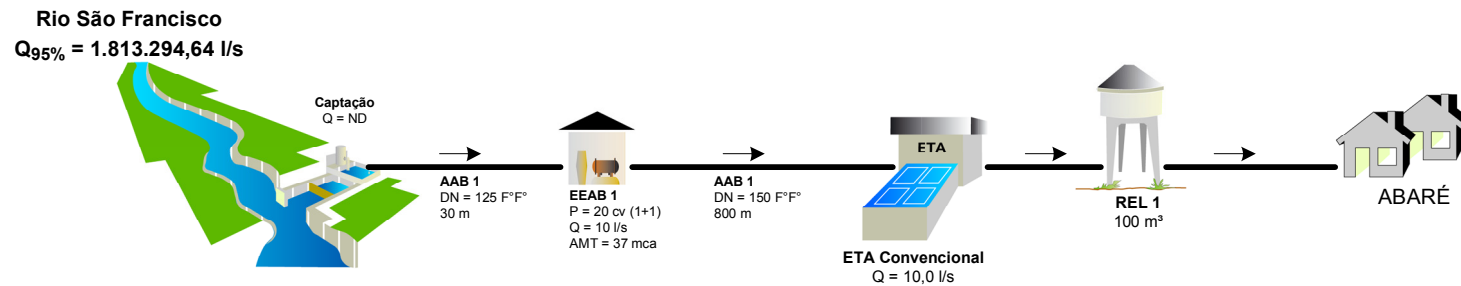 Rio São Francisco
Q95% = 1.813.294,64 l/s
Captação
Q = ND
AAB 1
DN = 125 F°F°
30 m
EEAB 1
P = 20 cv (1+1)
Q = 10 l/s
AMT = 37 mca
AAB 1
DN = 150 F°F°
800 m
ETA
ETA Convencional
Q = 10,0 l/s
REL 1
100 m³
ABARÉ